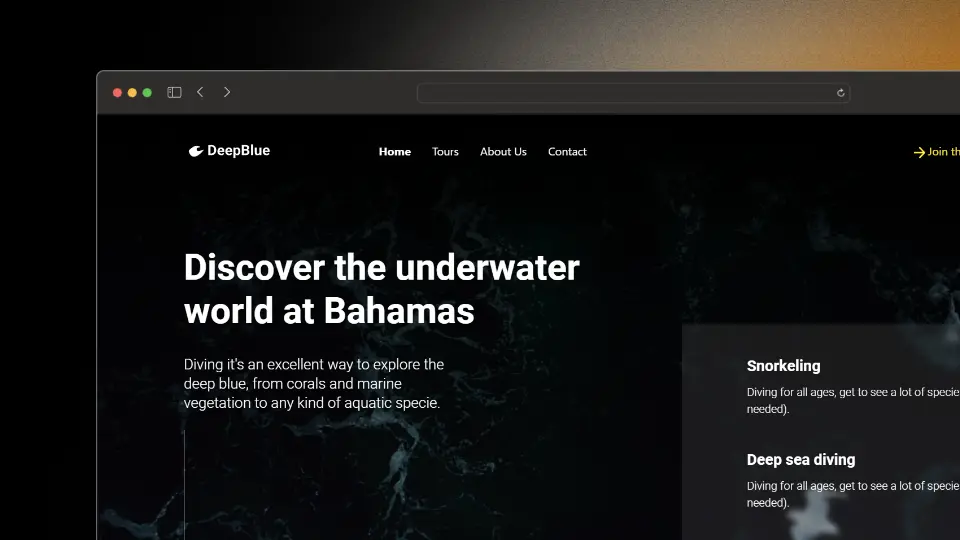 DeepBlue
Home Tours About Us Contact
Join
Discover the underwater
world at Bahamas
Diving it's an excellent way to explore the
deep blue, from corals and marine
vegetation to any kind of aquatic specie.
Snorkeling
Diving for all ages, get to see a lot of specie
needed).
Deep sea diving
Diving for all ages, get to see a lot of specie
needed).